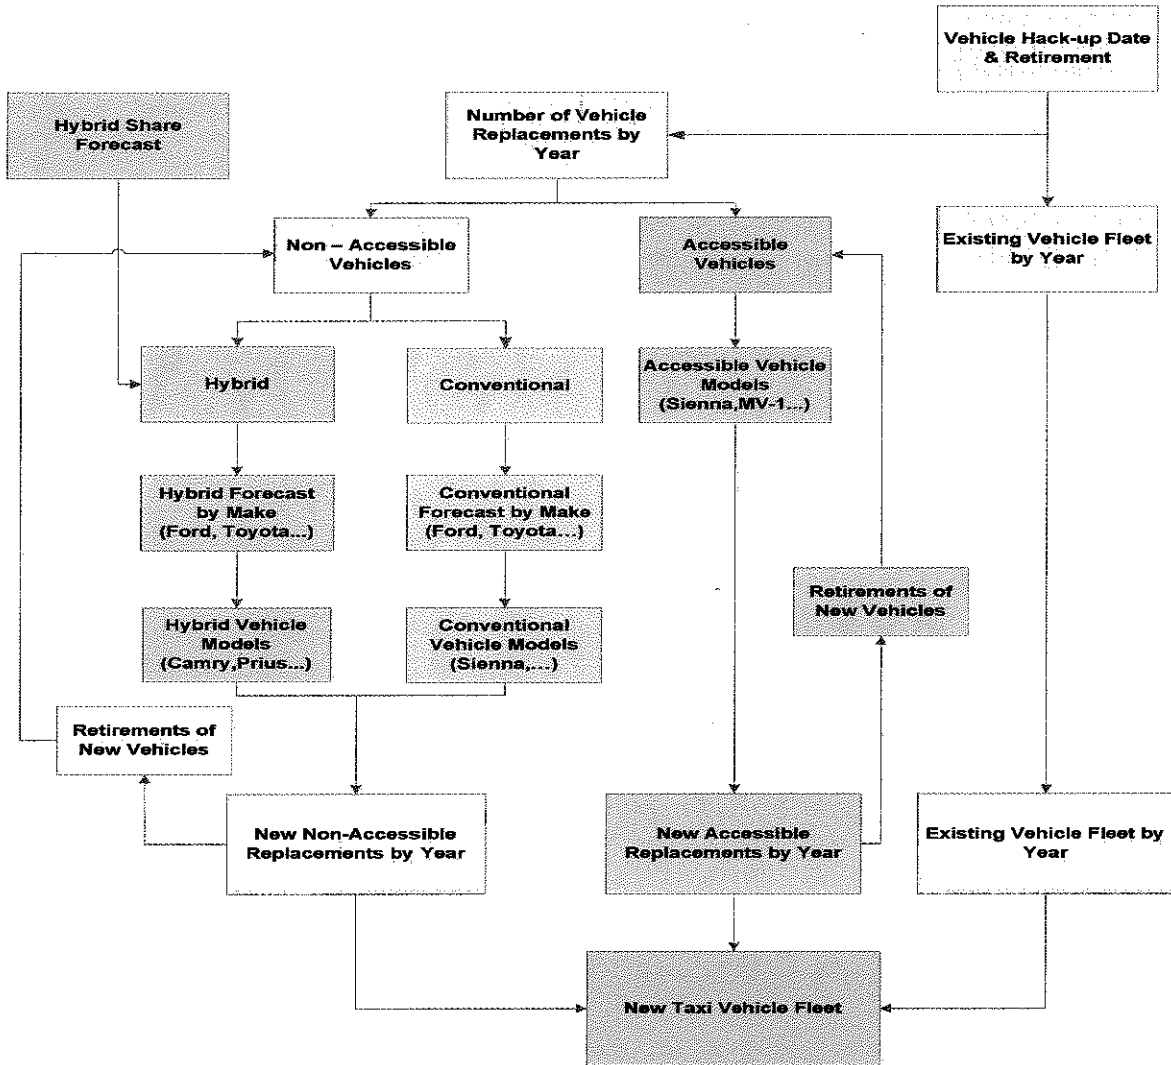 Vehicle Hack-up Date
& Retirement
Hybrid Share
Forecast
Number of Vehicle
Replacements by
Year
Non – Accessible
Vehicles
Accessible
Vehicles
Existing Vehicle Fleet
by Year
Hybrid
Conventional
Accessible Vehicle
Models
(Sienna,MV-1...)
Hybrid Forecast
by Make
(Ford, Toyota...)
Conventional
Forecast by Make
(Ford, Toyota...)
Retirements of
New Vehicles
Hybrid Vehicle
Models
(Camry,Prius...)
Conventional
Vehicle Models
(Sienna,...)
Retirements of
New Vehicles
New Non-Accessible
Replacements by Year
New Accessible
Replacements by Year
Existing Vehicle Fleet by
Year
New Taxi Vehicle Fleet